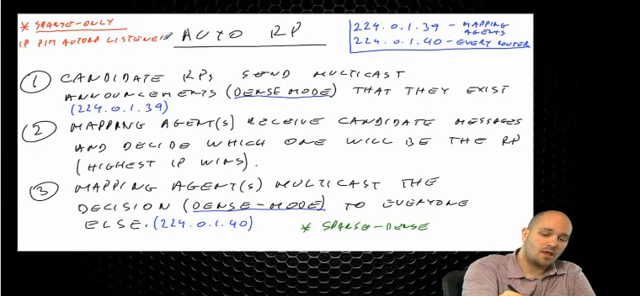 * SPARSE-ONLY
IP PIM AUTORP LISTENER
AUTO RP
224.0.1.39 - MAPPING AGENTS
224.0.1.40 - EVERY ROUTER
1 CANDIDATE RPs SEND MULTICAST
ANNOUNCEMENTS (DENSE MODE) THAT THEY EXIST
(224.0.1.39)
2 MAPPING AGENT(S) RECEIVE CANDIDATE MESSAGES
AND DECIDE WHICH ONE WILL BE THE RP
(HIGHEST IP WINS).
3 MAPPING AGENT(S) MULTICAST THE
DECISION (DENSE-MODE) TO EVERYONE
ELSE. (224.0.1.40)
* SPARSE-DENSE